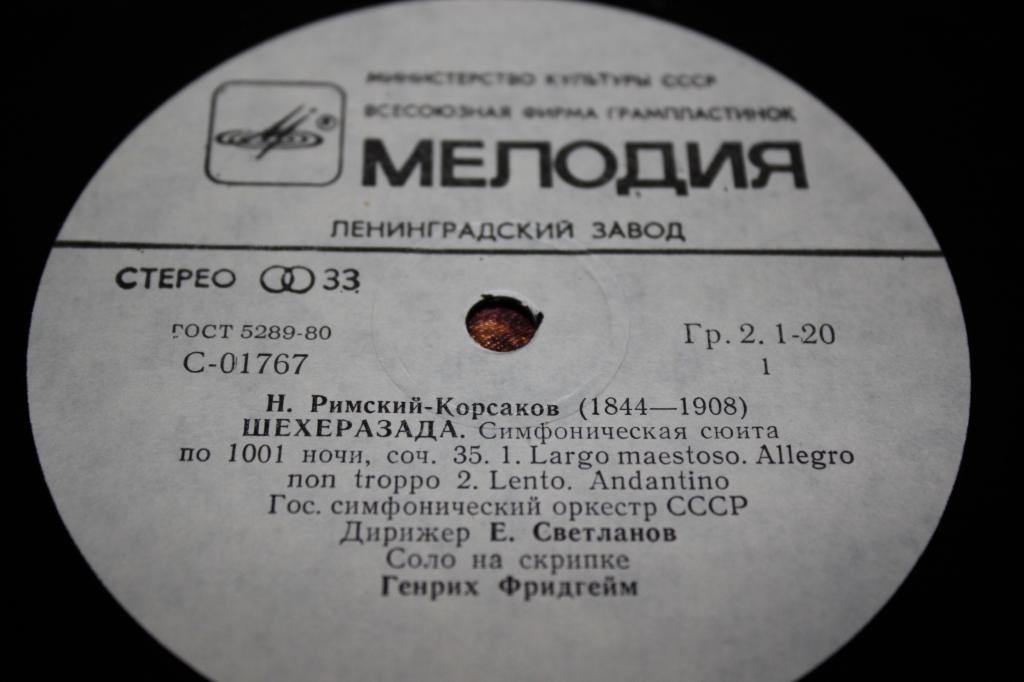 МИНИСТЕРСТВО КУЛЬТУРЫ СССР
ВСЕСОЮЗНАЯ ФИРМА ГРАМПЛАСТИНОК
МЕЛОДИЯ
ЛЕНИНГРАДСКИЙ ЗАВОД
СТЕРЕО 33
ГОСТ 5289-80
Гр. 2. 1-20
С-01767
1
Н. Римский-Корсаков (1844—1908)
ШЕХЕРАЗАДА. Симфоническая сюита
по 1001 ночи, соч. 35. 1. Largo maestoso. Allegro
non troppo 2. Lento. Andantino
Гос. симфонический оркестр СССР
Дирижер Е. Светланов
Соло на скрипке
Генрих Фридгейм